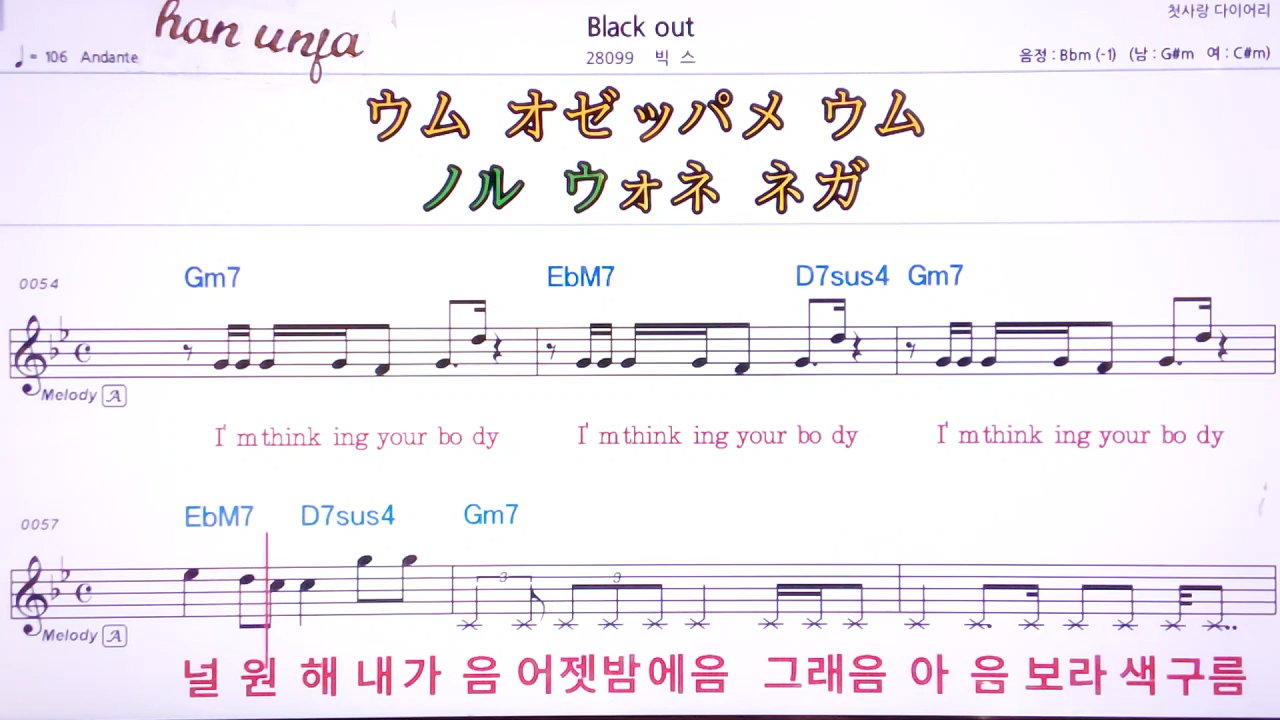 han unfa
Black out
첫사랑 다이어리
♩= 106 Andante
28099 빅 스
음정 : Bbm (-1) (남 : G#m 여 : C#m)
ウム オゼッパメ ウム
ノル ウォネ ネガ
0054 Gm7 EbM7 D7sus4 Gm7
Melody A
I'm think ing your bo dy I'm think ing your bo dy I'm think ing your bo dy
0057 EbM7 D7sus4 Gm7
3 3
Melody A
널 원 해 내 가 음 어젯밤에음 그래음 아 음 보라 색구름